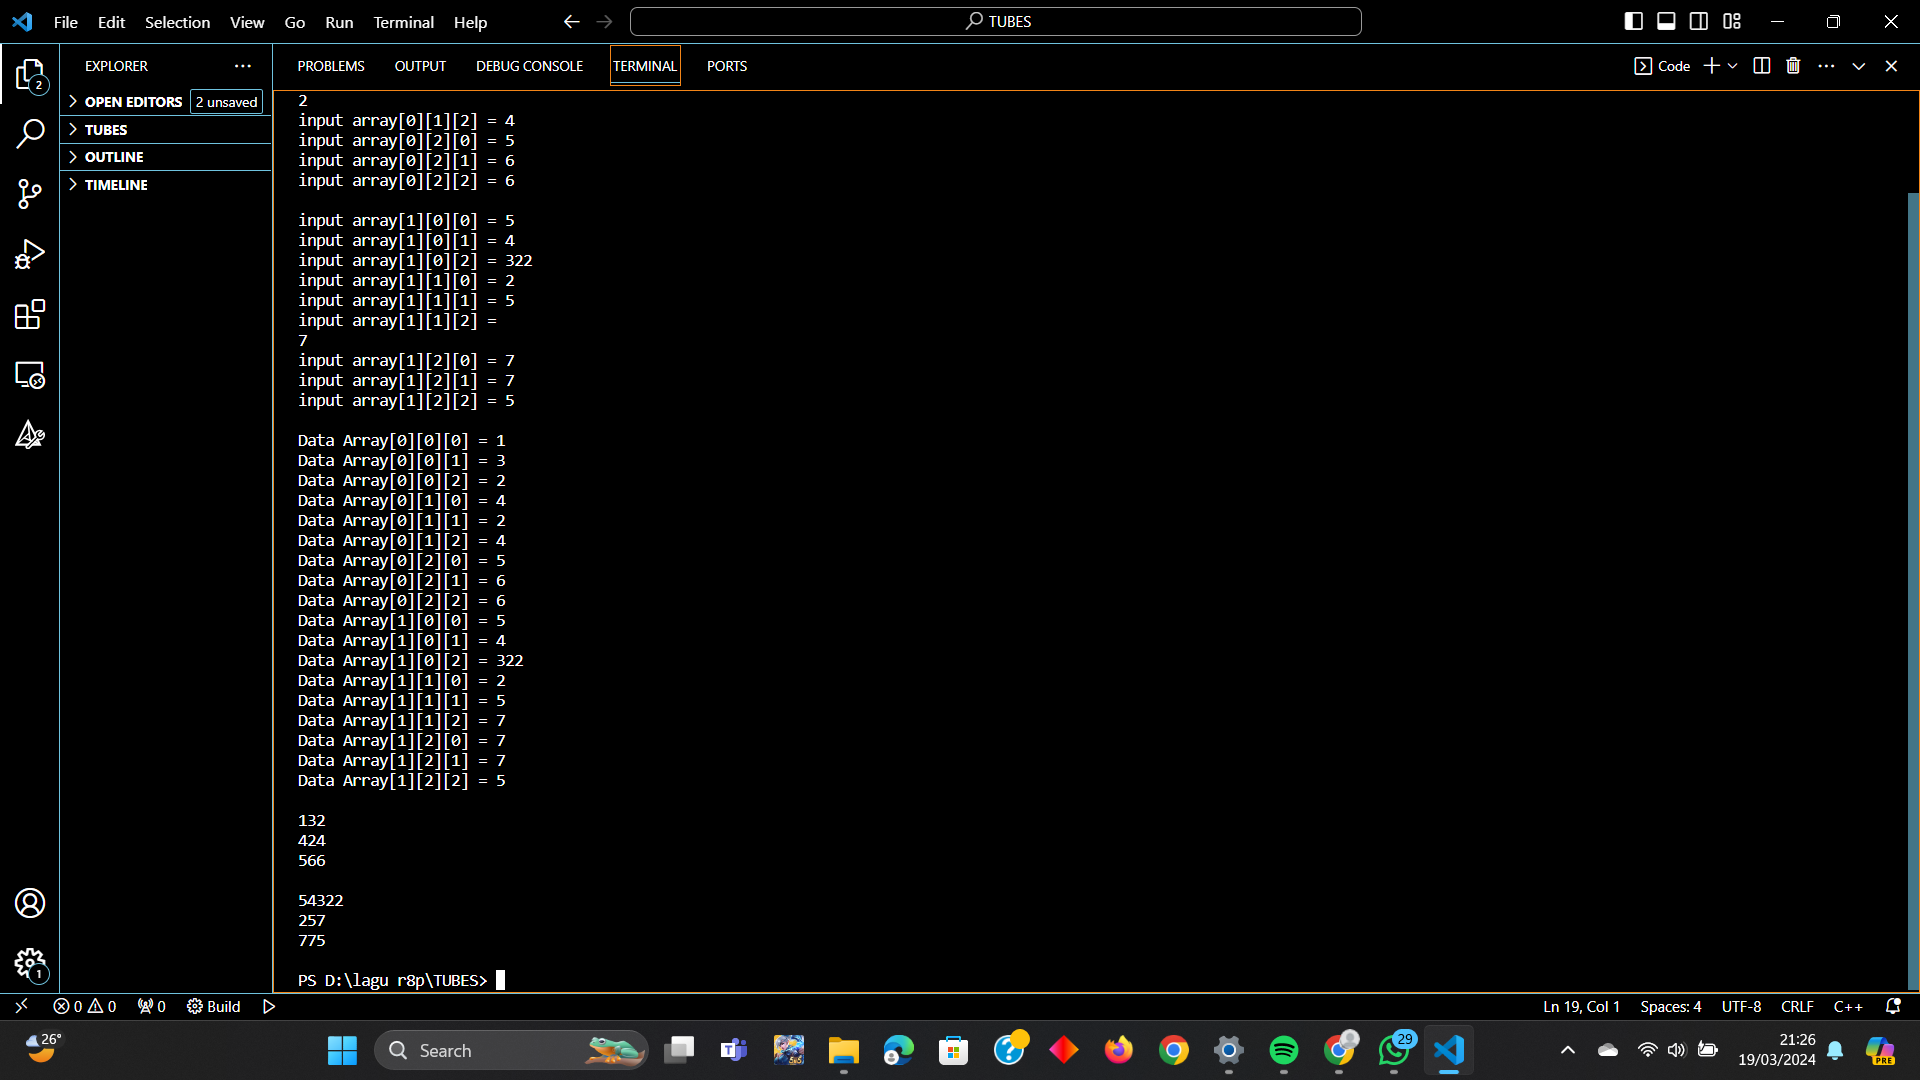 File Edit Selection View Go Run Terminal Help
TUBES
EXPLORER
PROBLEMS OUTPUT DEBUG CONSOLE TERMINAL PORTS
Code
2
OPEN EDITORS 2 unsaved
TUBES
OUTLINE
TIMELINE
2
input array[0][1][2] = 4
input array[0][2][0] = 5
input array[0][2][1] = 6
input array[0][2][2] = 6
input array[1][0][0] = 5
input array[1][0][1] = 4
input array[1][0][2] = 322
input array[1][1][0] = 2
input array[1][1][1] = 5
input array[1][1][2] =
7
input array[1][2][0] = 7
input array[1][2][1] = 7
input array[1][2][2] = 5
Data Array[0][0][0] = 1
Data Array[0][0][1] = 3
Data Array[0][0][2] = 2
Data Array[0][1][0] = 4
Data Array[0][1][1] = 2
Data Array[0][1][2] = 4
Data Array[0][2][0] = 5
Data Array[0][2][1] = 6
Data Array[0][2][2] = 6
Data Array[1][0][0] = 5
Data Array[1][0][1] = 4
Data Array[1][0][2] = 322
Data Array[1][1][0] = 2
Data Array[1][1][1] = 5
Data Array[1][1][2] = 7
Data Array[1][2][0] = 7
Data Array[1][2][1] = 7
Data Array[1][2][2] = 5
132
424
566
54322
257
775
PS D:\lagu r8p\TUBES>
1
0 0 0 Build
Ln 19, Col 1 Spaces: 4 UTF-8 CRLF C++
26°
Search
29
21:26
19/03/2024
PRE